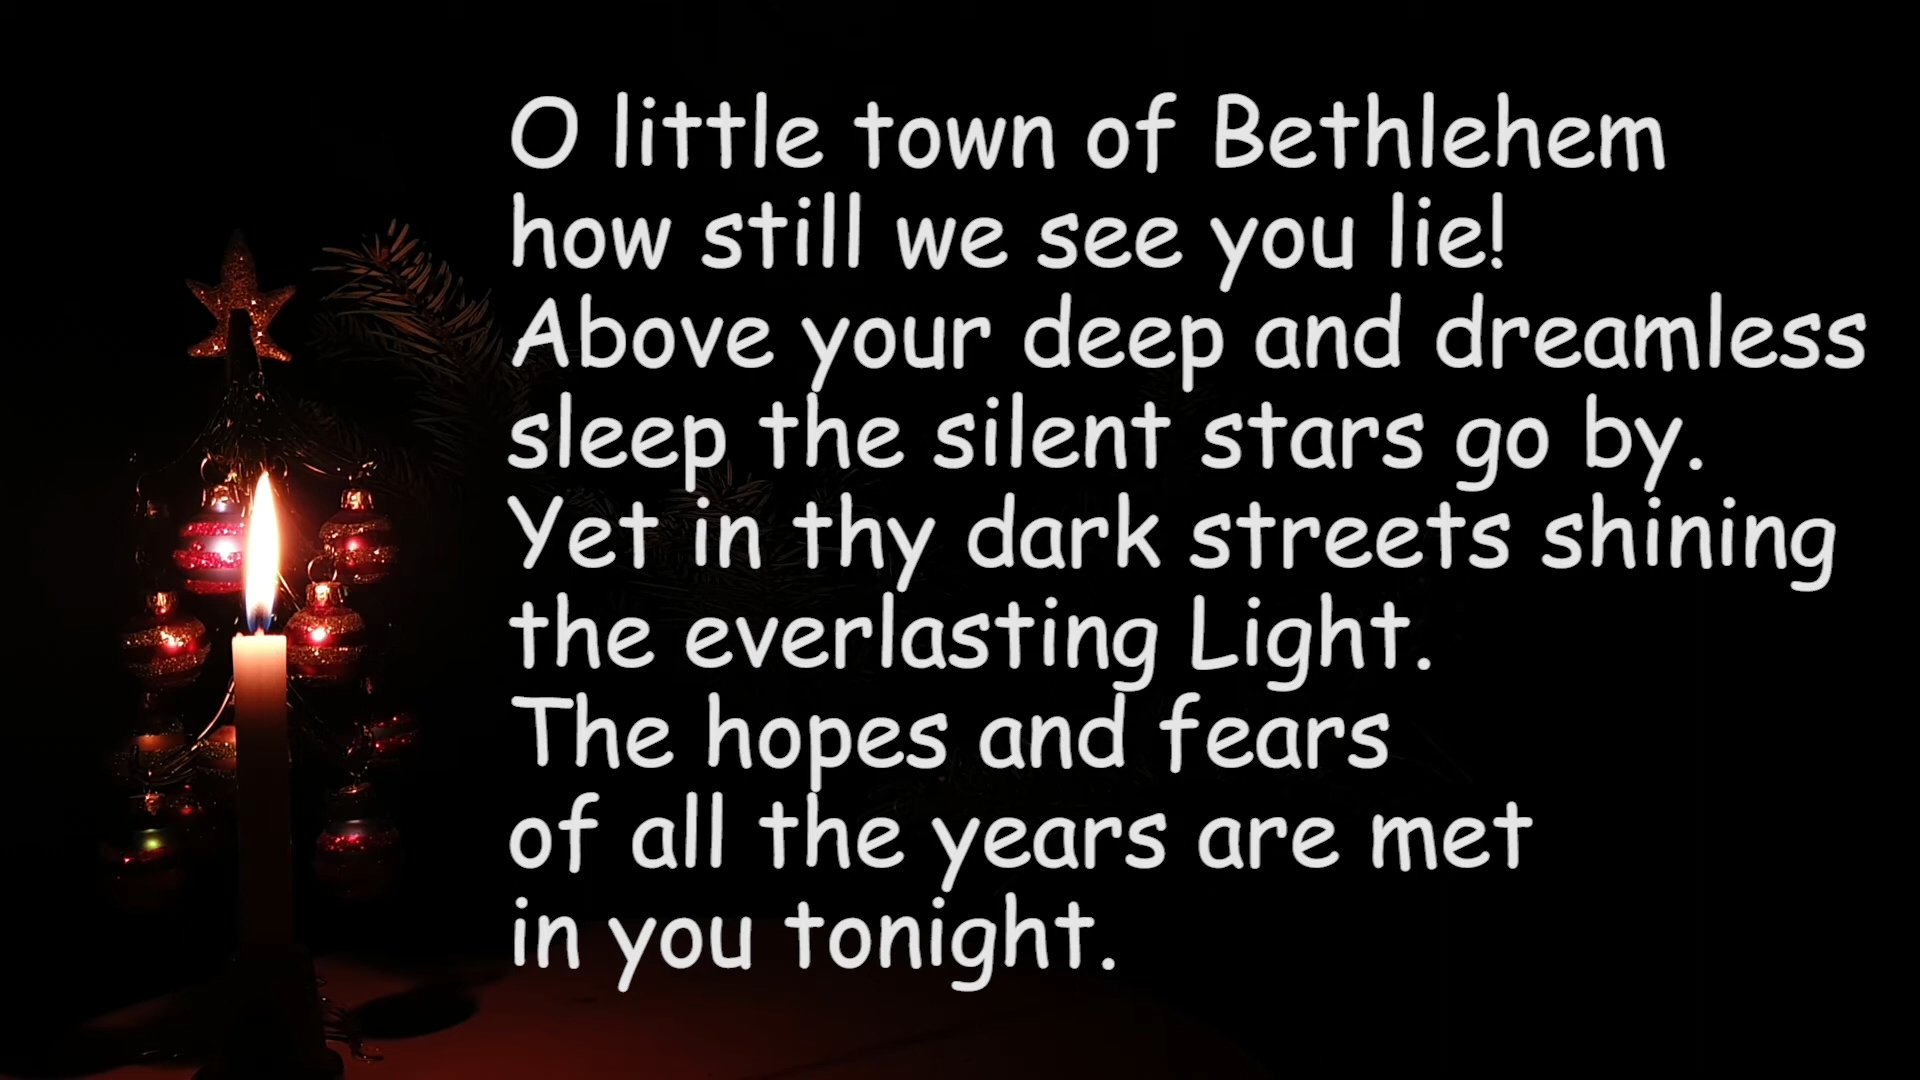 O little town of Bethlehem
how still we see you lie!
Above your deep and dreamless
sleep the silent stars go by.
Yet in thy dark streets shining
the everlasting Light.
The hopes and fears
of all the years are met
in you tonight.